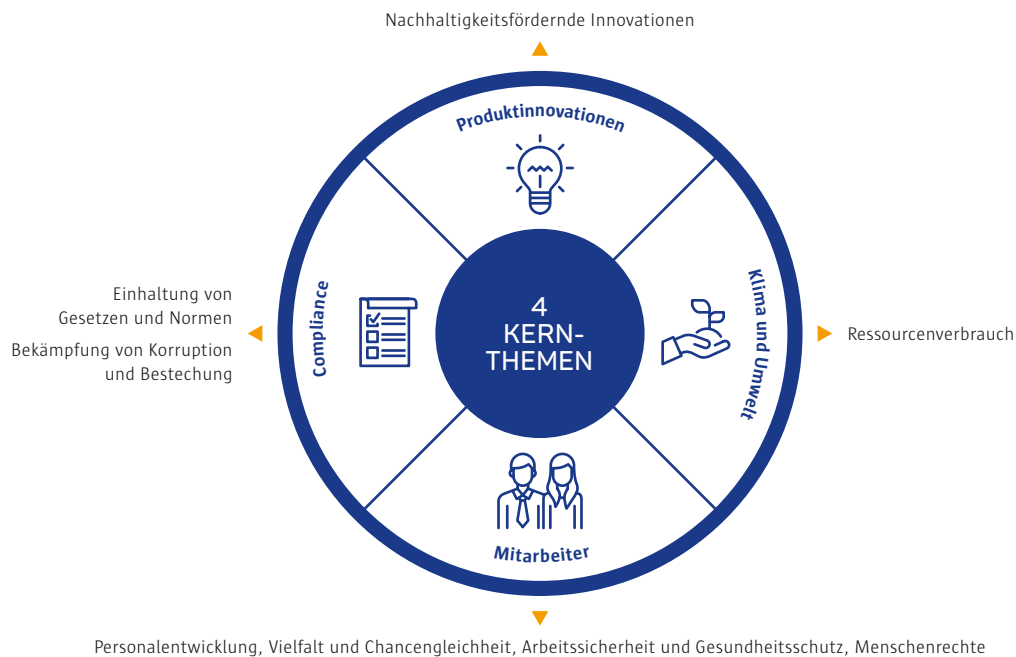 Nachhaltigkeitsfördernde Innovationen
Produktinnovationen
Einhaltung von
Gesetzen und Normen
Bekämpfung von Korruption
und Bestechung
Compliance
4
KERN-
THEMEN
Klima und Umwelt
Ressourcenverbrauch
Mitarbeiter
Personalentwicklung, Vielfalt und Chancengleichheit, Arbeitssicherheit und Gesundheitsschutz, Menschenrechte